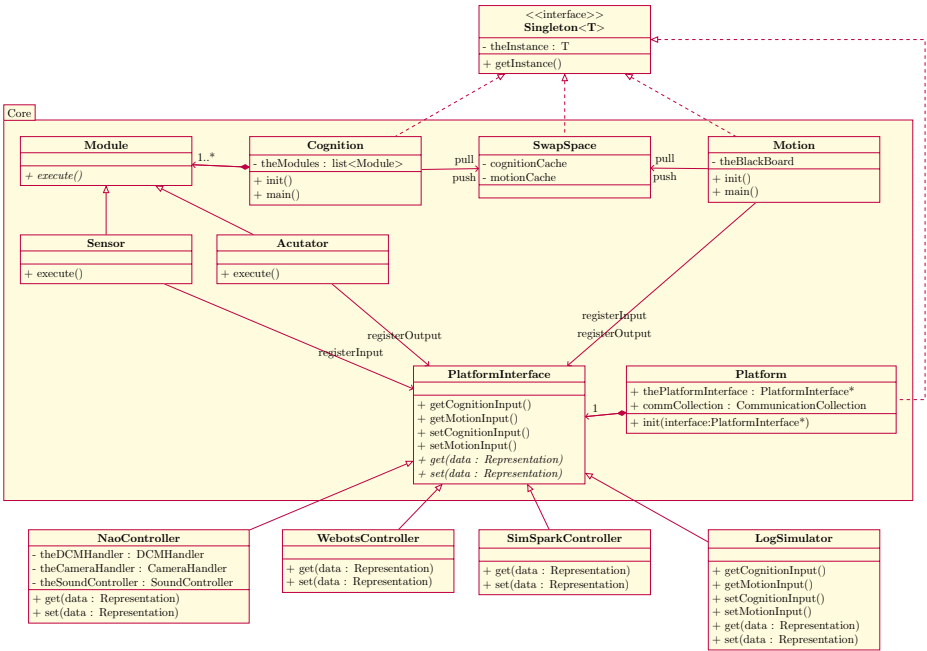 <<interface>>
Singleton<T>
- theInstance : T
+ getInstance()
Core
Module
+ execute()
1..*
Cognition
- theModules : list<Module>
+ init()
+ main()
pull
push
SwapSpace
- cognitionCache
- motionCache
pull
push
Motion
- theBlackBoard
+ init()
+ main()
Sensor
+ execute()
Acutator
+ execute()
registerInput
registerOutput
registerOutput
registerInput
PlatformInterface
+ getCognitionInput()
+ getMotionInput()
+ setCognitionInput()
+ setMotionInput()
+ get(data : Representation)
+ set(data : Representation)
1
Platform
+ thePlatformInterface : PlatformInterface*
+ commCollection : CommunicationCollection
+ init(interface:PlatformInterface*)
NaoController
- theDCMHandler : DCMHandler
- theCameraHandler : CameraHandler
- theSoundController : SoundController
+ get(data : Representation)
+ set(data : Representation)
WebotsController
+ get(data : Representation)
+ set(data : Representation)
SimSparkController
+ get(data : Representation)
+ set(data : Representation)
LogSimulator
+ getCognitionInput()
+ getMotionInput()
+ setCognitionInput()
+ setMotionInput()
+ get(data : Representation)
+ set(data : Representation)